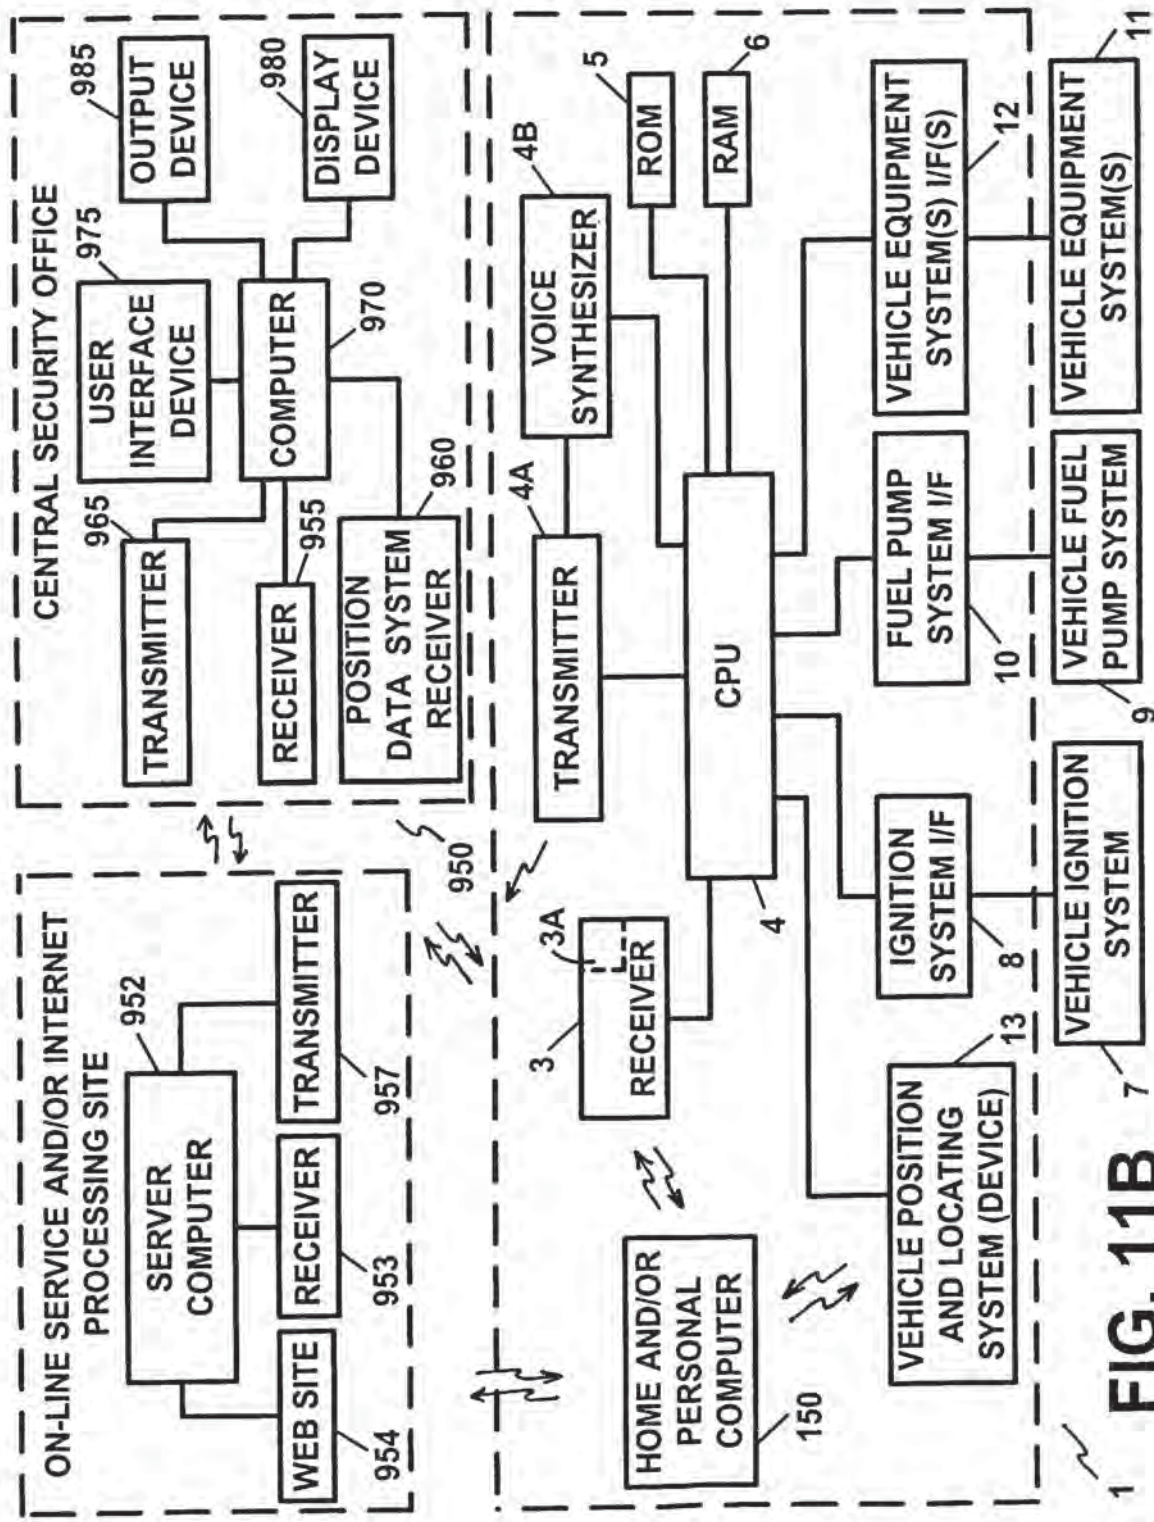 ON-LINE SERVICE AND/OR INTERNET
PROCESSING SITE
952
SERVER
COMPUTER
WEB SITE
954
RECEIVER
953
TRANSMITTER
957
CENTRAL SECURITY OFFICE
965
TRANSMITTER
975
USER
INTERFACE
DEVICE
985
OUTPUT
DEVICE
980
DISPLAY
DEVICE
COMPUTER
970
RECEIVER
955
POSITION
DATA SYSTEM
RECEIVER
960
950
HOME AND/OR
PERSONAL
COMPUTER
150
3
3A
RECEIVER
TRANSMITTER
4A
VOICE
SYNTHESIZER
4B
ROM
5
RAM
6
CPU
4
VEHICLE POSITION
AND LOCATING
SYSTEM (DEVICE)
13
IGNITION
SYSTEM I/F
8
FUEL PUMP
SYSTEM I/F
10
VEHICLE EQUIPMENT
SYSTEM(S) I/F(S)
12
VEHICLE IGNITION
SYSTEM
7
VEHICLE FUEL
PUMP SYSTEM
9
VEHICLE EQUIPMENT
SYSTEM(S)
11
1
FIG. 11B